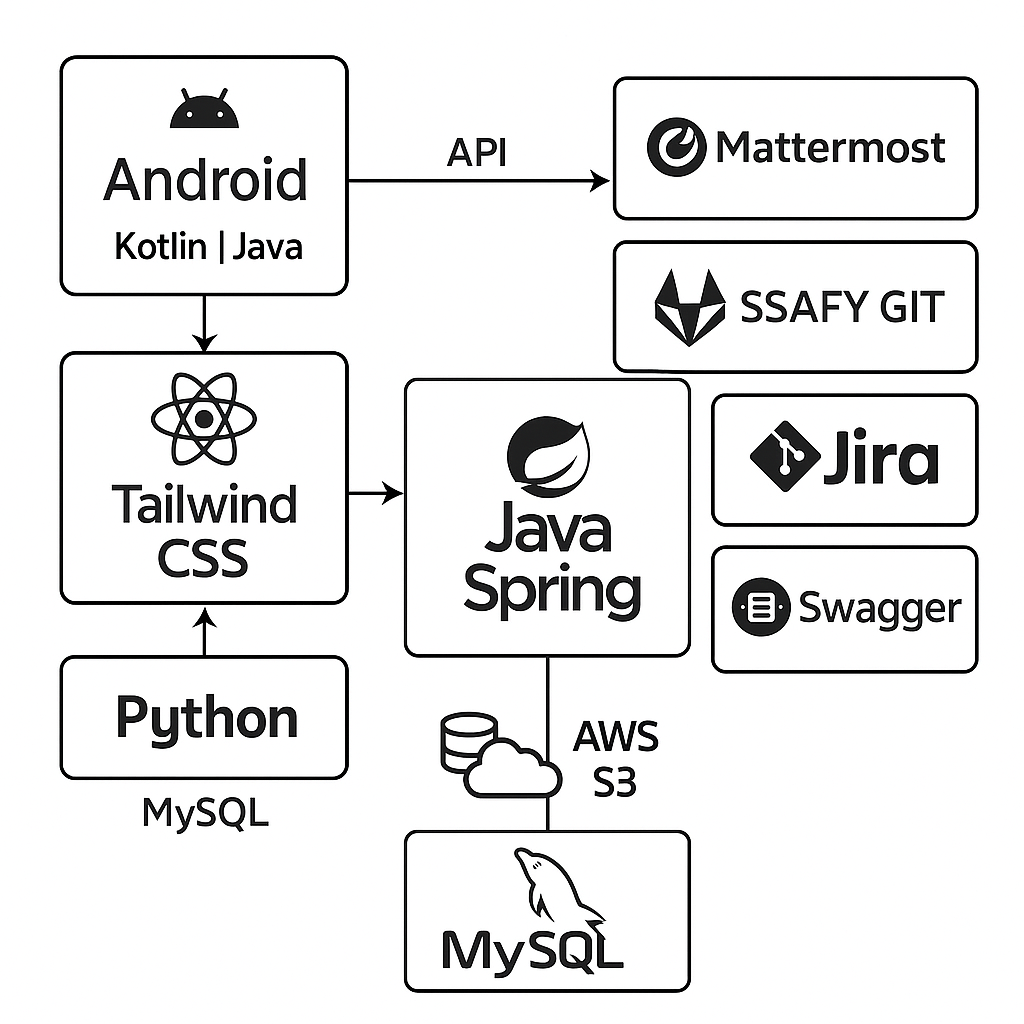 Android
Kotlin | Java
API
Mattermost
SSAFY GIT
Tailwind
CSS
Java
Spring
Jira
Swagger
Python
MySQL
AWS
S3
MySQL